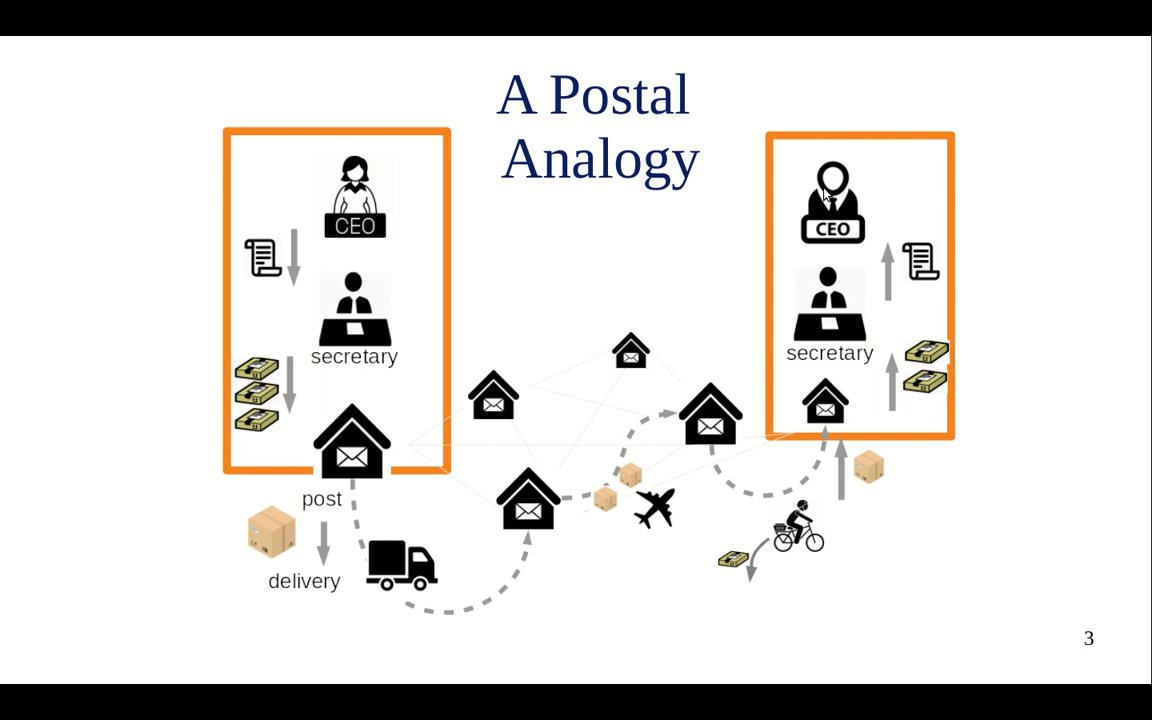 A Postal
Analogy
CEO
secretary
post
delivery
CEO
secretary
3